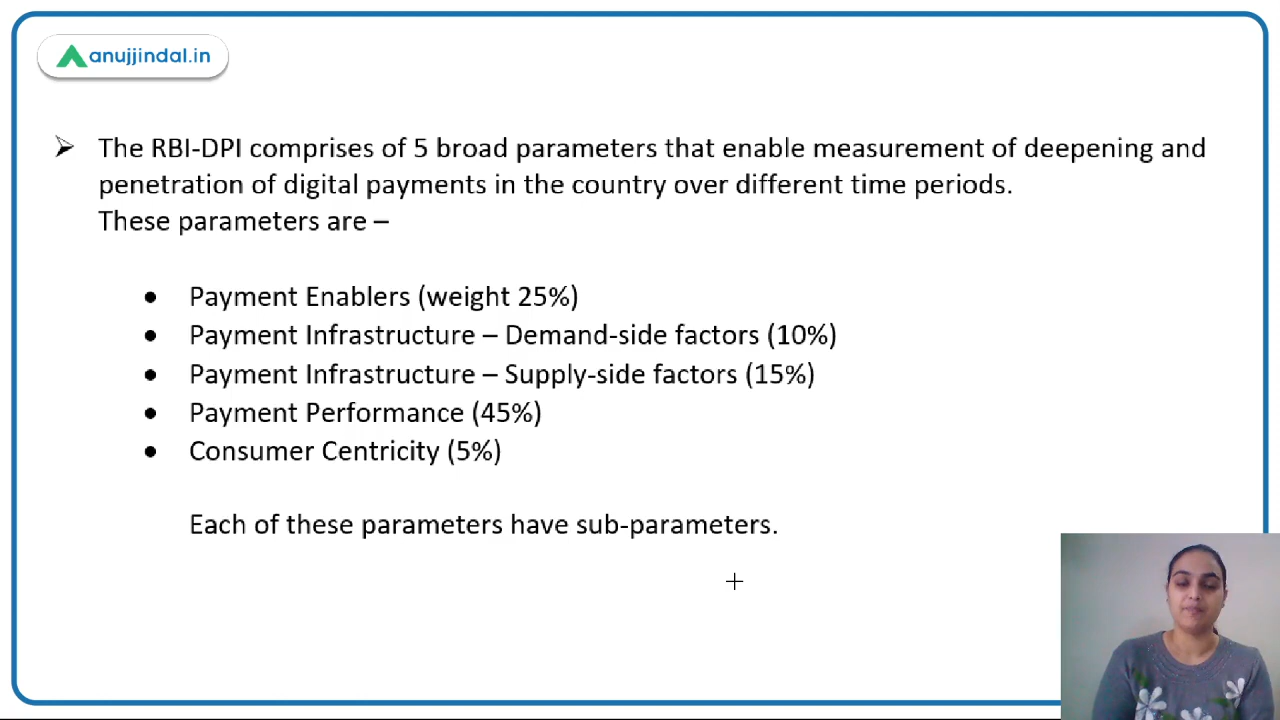 anujjindal.in
➢ The RBI-DPI comprises of 5 broad parameters that enable measurement of deepening and
penetration of digital payments in the country over different time periods.
These parameters are –
• Payment Enablers (weight 25%)
• Payment Infrastructure – Demand-side factors (10%)
• Payment Infrastructure – Supply-side factors (15%)
• Payment Performance (45%)
• Consumer Centricity (5%)
Each of these parameters have sub-parameters.